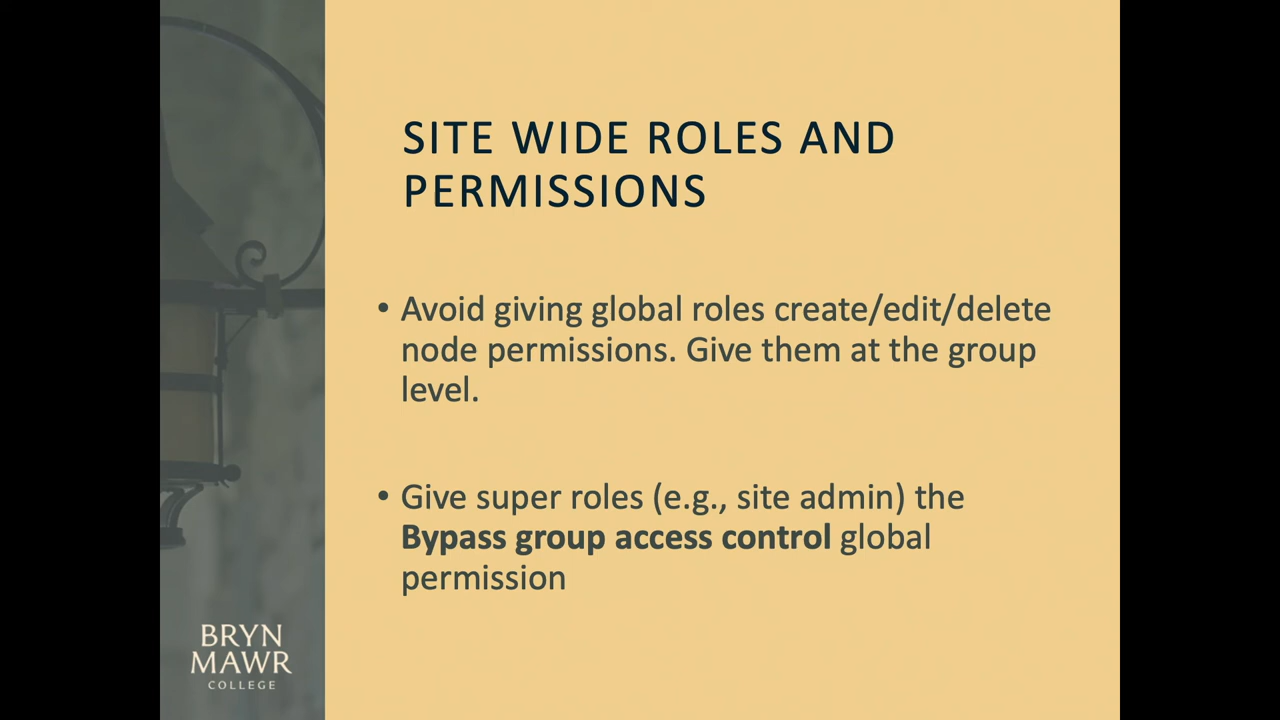 SITE WIDE ROLES AND
PERMISSIONS
• Avoid giving global roles create/edit/delete
node permissions. Give them at the group
level.
• Give super roles (e.g., site admin) the
Bypass group access control global
permission
BRYN
MAWR
COLLEGE